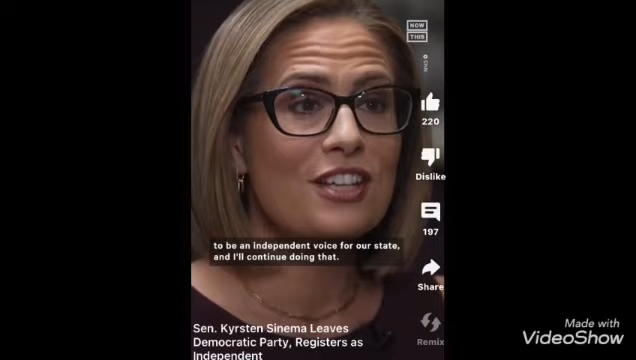 NOW
THIS
CNN
220
Dislike
197
to be an independent voice for our state,
and I'll continue doing that.
Share
Sen. Kyrsten Sinema Leaves
Democratic Party, Registers as
Independent
Remix
Made with
VideoShow